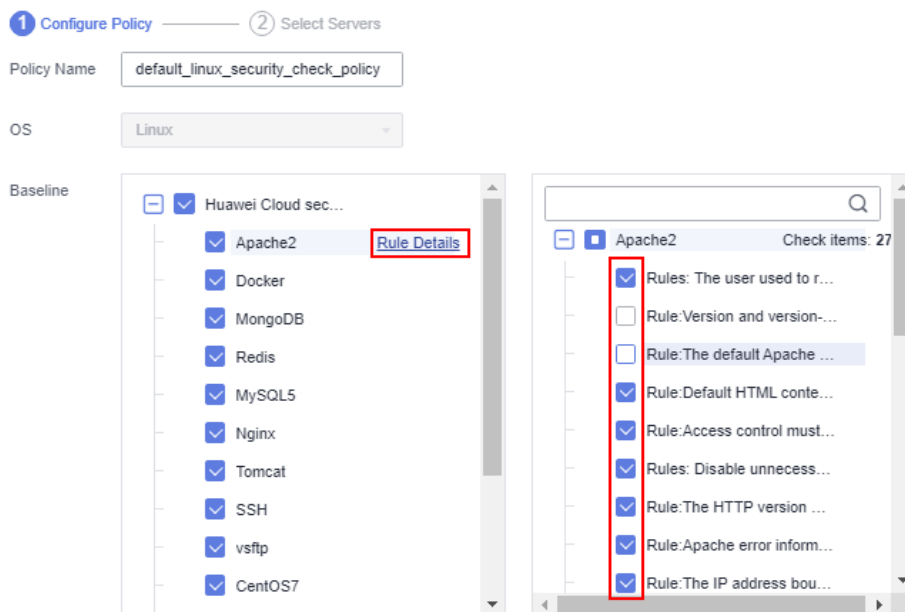 1 Configure Policy 2 Select Servers
Policy Name default_linux_security_check_policy
OS Linux
Baseline
Huawei Cloud sec...
Apache2 Rule Details
Docker
MongoDB
Redis
MySQL5
Nginx
Tomcat
SSH
vsftp
CentOS7
Apache2 Check items: 27
Rules: The user used to r...
Rule:Version and version-...
Rule:The default Apache ...
Rule:Default HTML conte...
Rule:Access control must...
Rules: Disable unnecess...
Rule:The HTTP version ...
Rule:Apache error inform...
Rule:The IP address bou...